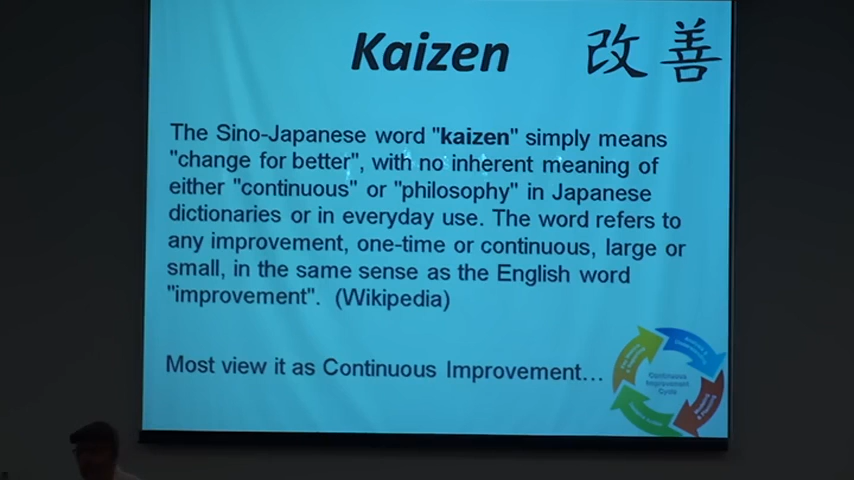 Kaizen 改善
The Sino-Japanese word "kaizen" simply means
"change for better", with no inherent meaning of
either "continuous" or "philosophy" in Japanese
dictionaries or in everyday use. The word refers to
any improvement, one-time or continuous, large or
small, in the same sense as the English word
"improvement". (Wikipedia)
Most view it as Continuous Improvement...
Continuous
Improvement
Cycle